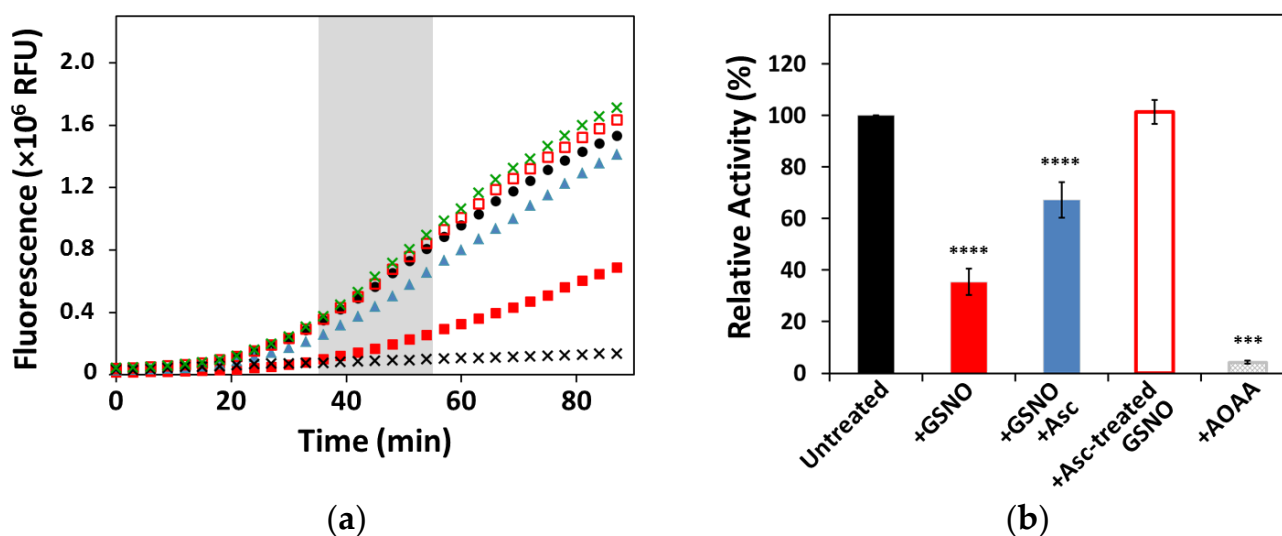 Fluorescence (×10⁶ RFU)
2.0
1.6
1.2
0.8
0.4
0
0 20 40 60 80
Time (min)
(a)
Relative Activity (%)
120
100
80
60
40
20
0
****
****
***
Untreated
+GSNO
+GSNO
+Asc
+Asc-treated
GSNO
+AOAA
(b)